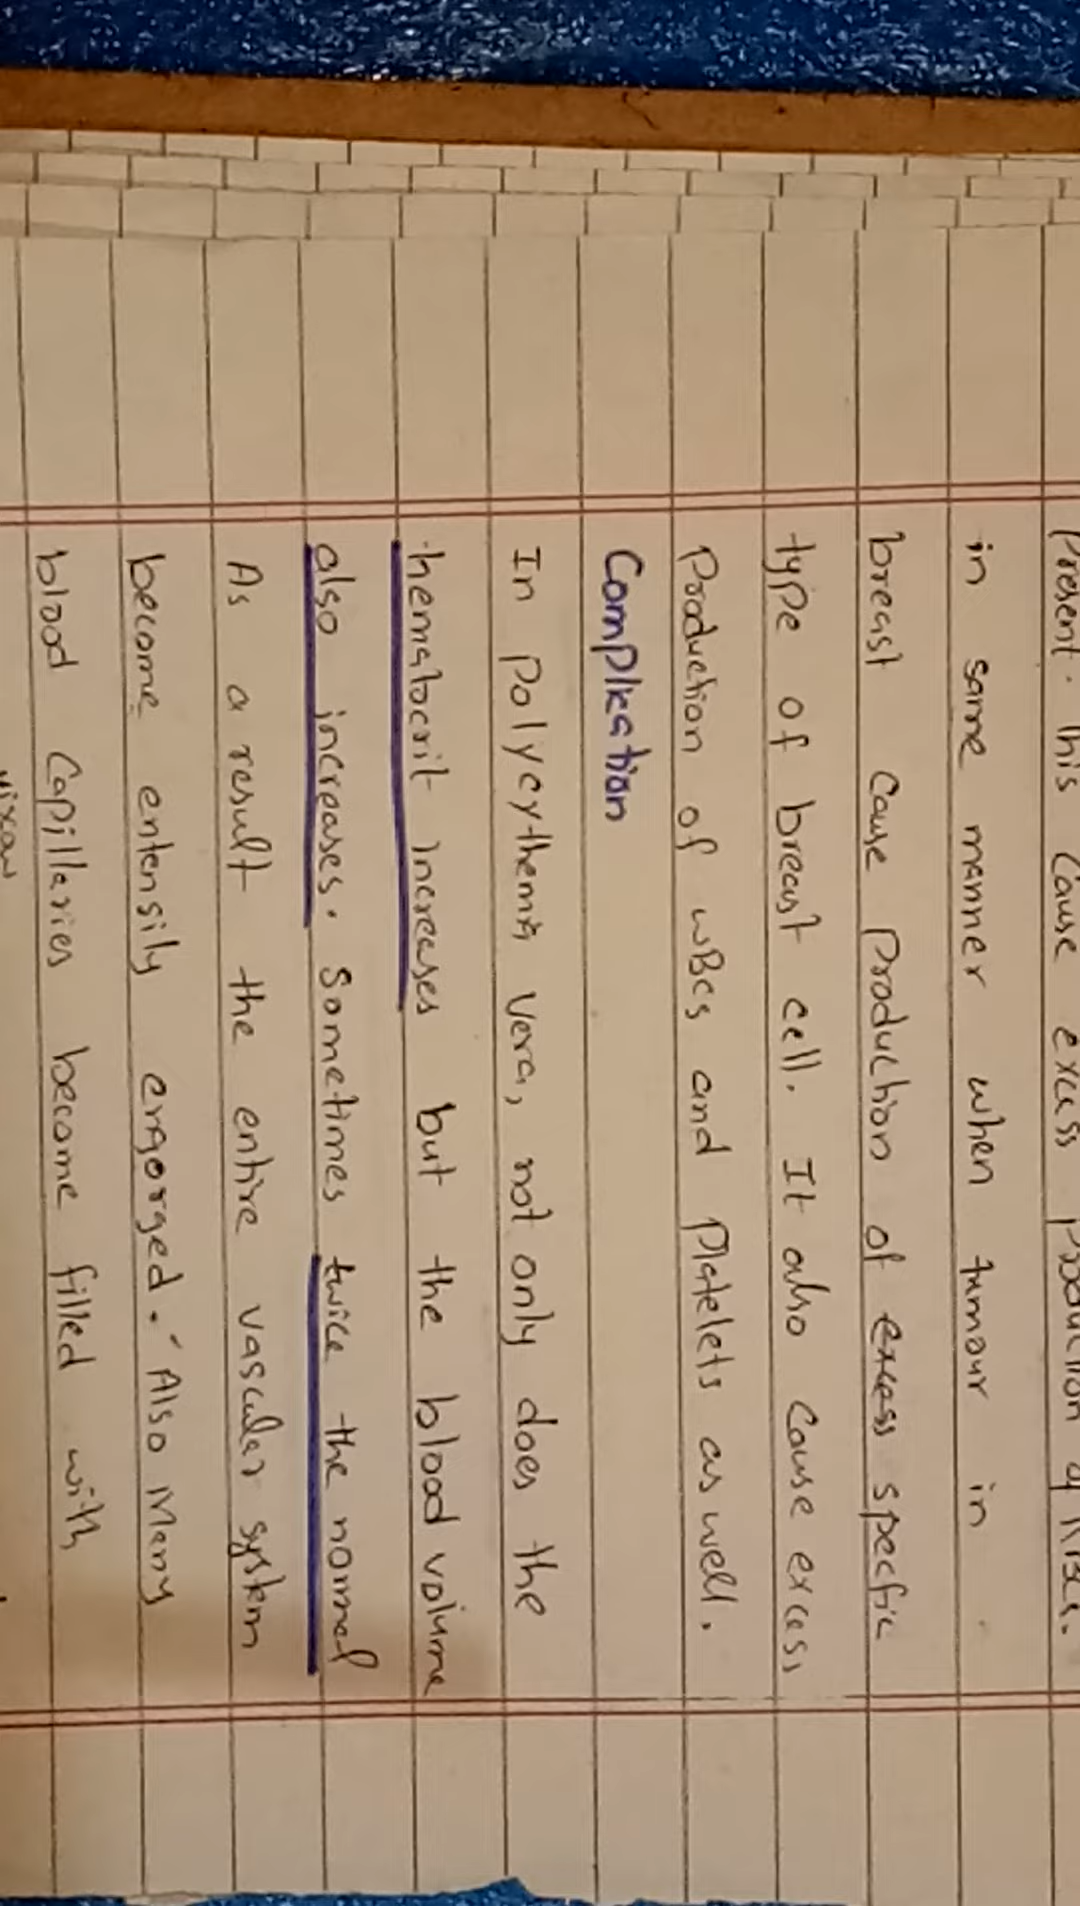 Present. This cause excess production of RBCs.
in same manner when tumour in
breast cause production of excess specfic
type of breast cell. It also cause excess
production of WBCs and platelets as well.
Complication
In polycythemia vera, not only does the
hematocrit increases but the blood volume
also increases. Sometimes twice the normal
As a result the entire vascular system
become entensily engorged. Also Many
blood capillaries become filled with